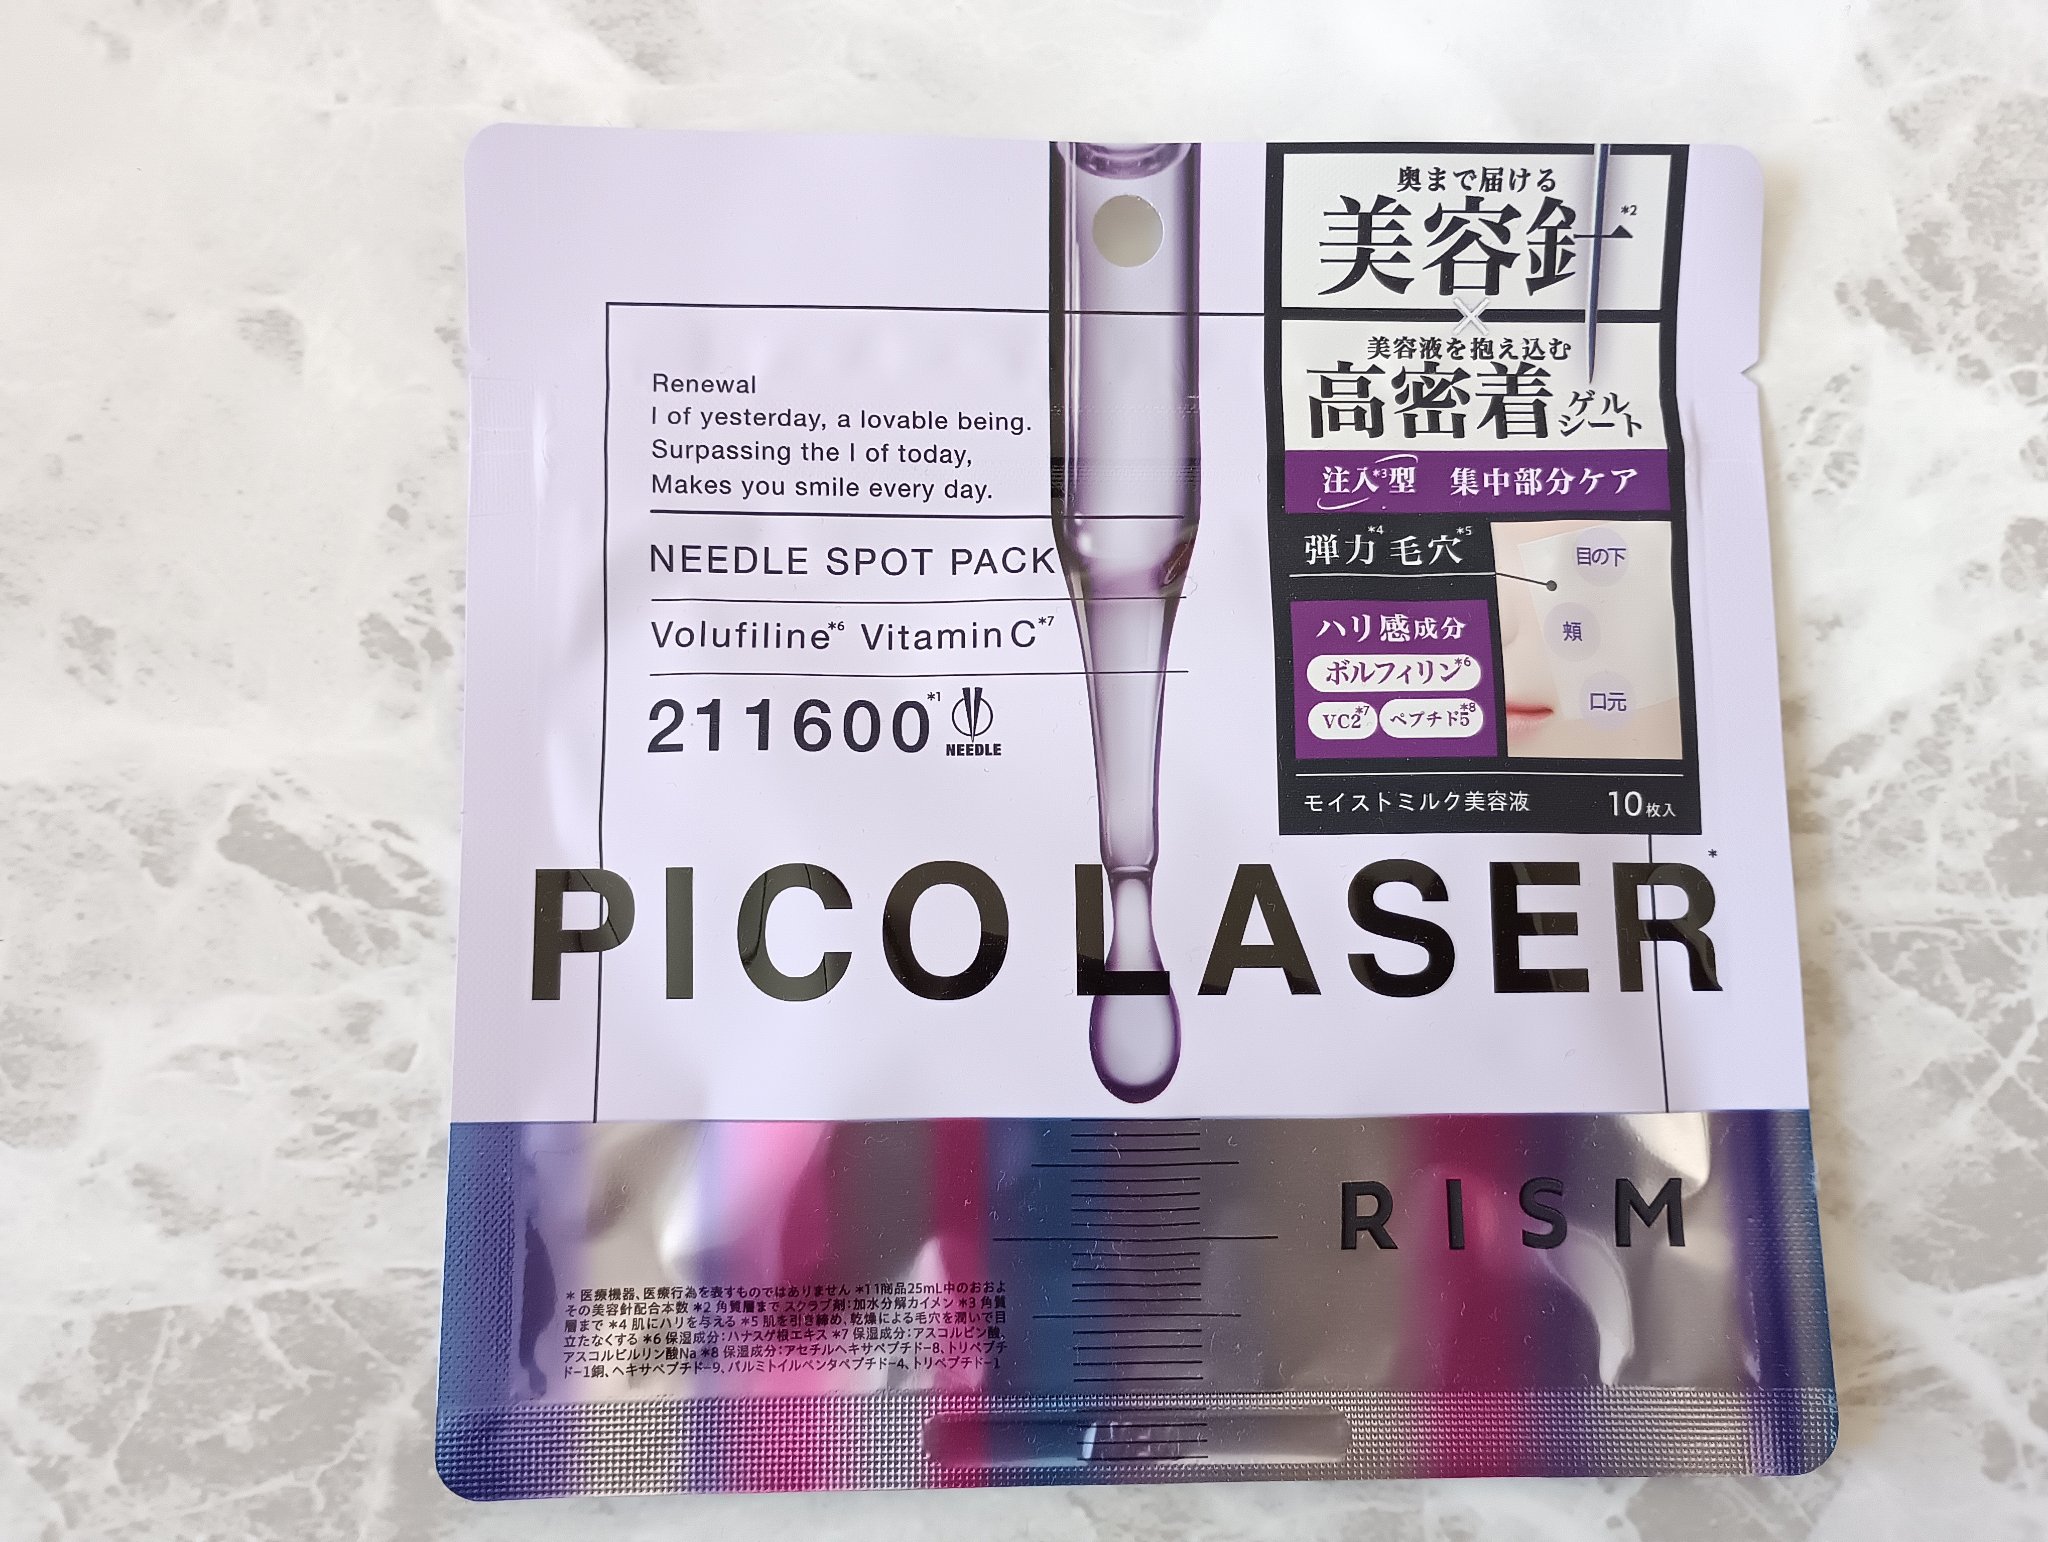 Renewal
I of yesterday, a lovable being.
Surpassing the I of today,
Makes you smile every day.
NEEDLE SPOT PACK
Volufiline*6 Vitamin C*7
211600*1
NEEDLE
奥まで届ける
美容針*2
×
美容液を抱え込む
高密着ゲルシート
注入*3型 集中部分ケア
弾力*4 毛穴*5
目の下
頬
口元
ハリ感成分
ボルフィリン*6
VC2*7 ペプチド5*8
モイストミルク美容液 10枚入
PICO LASER*
RISM
* 医療機器、医療行為を表すものではありません *1 1商品25mL中のおおよ
その美容針配合本数 *2 角質層まで スクラブ剤:加水分解カイメン *3 角質
層まで *4 肌にハリを与える *5 肌を引き締め、乾燥による毛穴を潤いで目
立たなくする *6 保湿成分:ハナスゲ根エキス *7 保湿成分:アスコルビン酸、
アスコルビルリン酸Na *8 保湿成分:アセチルヘキサペプチド-8、トリペプチ
ド-1銅、ヘキサペプチド-9、パルミトイルペンタペプチド-4、トリペプチド-1